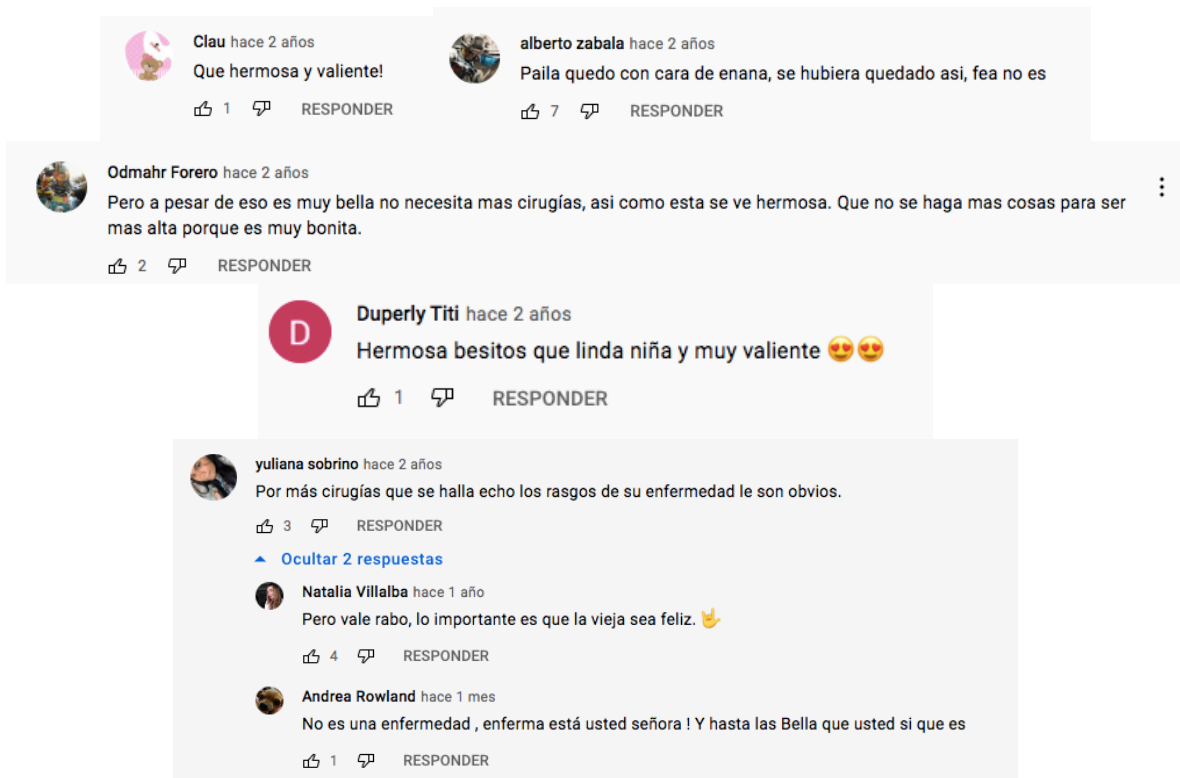 Clau hace 2 años
Que hermosa y valiente!
1 RESPONDER
alberto zabala hace 2 años
Paila quedo con cara de enana, se hubiera quedado asi, fea no es
7 RESPONDER
Odmahr Forero hace 2 años
Pero a pesar de eso es muy bella no necesita mas cirugías, asi como esta se ve hermosa. Que no se haga mas cosas para ser
mas alta porque es muy bonita.
2 RESPONDER
D
Duperly Titi hace 2 años
Hermosa besitos que linda niña y muy valiente 😍😍
1 RESPONDER
yuliana sobrino hace 2 años
Por más cirugías que se halla echo los rasgos de su enfermedad le son obvios.
3 RESPONDER
Ocultar 2 respuestas
Natalia Villalba hace 1 año
Pero vale rabo, lo importante es que la vieja sea feliz. 🤟
4 RESPONDER
Andrea Rowland hace 1 mes
No es una enfermedad , enferma está usted señora ! Y hasta las Bella que usted si que es
1 RESPONDER